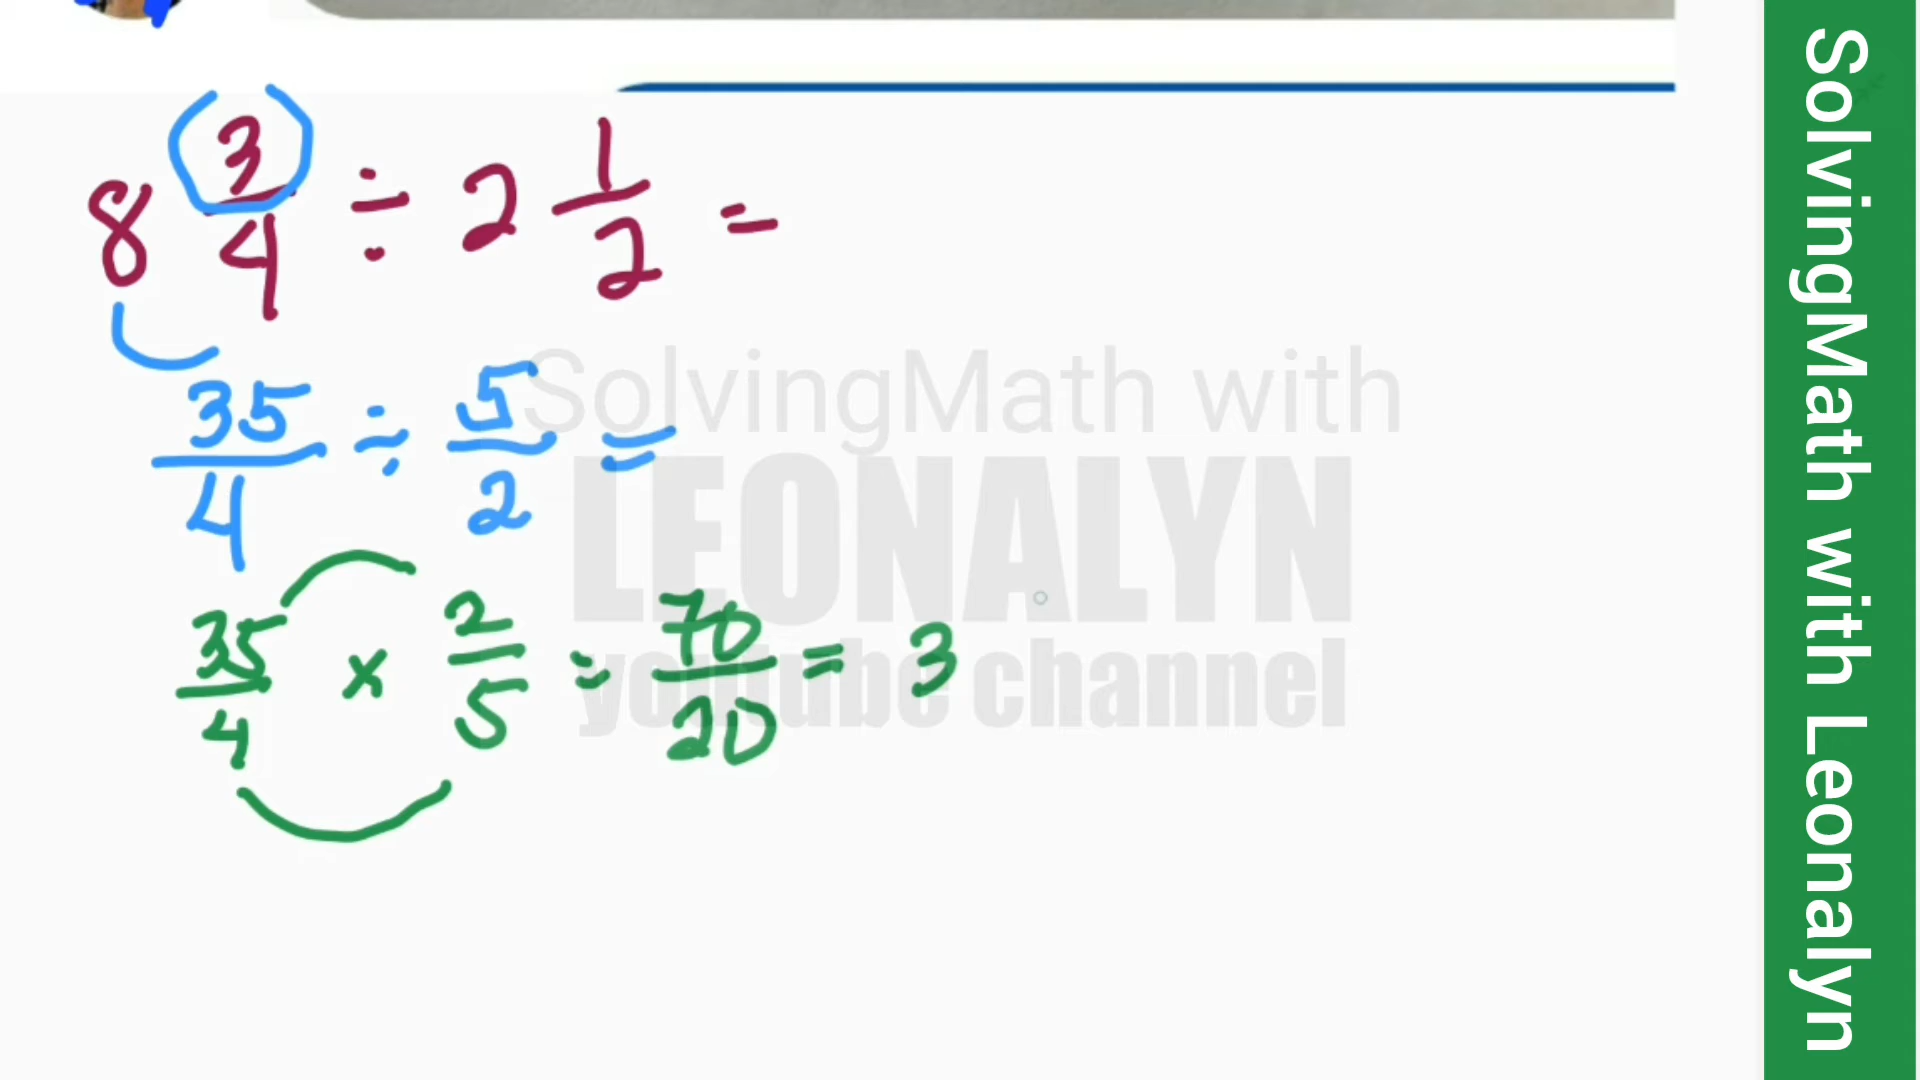 8 3/4 ÷ 2 1/2 =
35/4 ÷ 5/2 =
35/4 × 2/5 = 70/20 = 3
SolvingMath with
LEONALYN
youtube channel
SolvingMath with Leonalyn